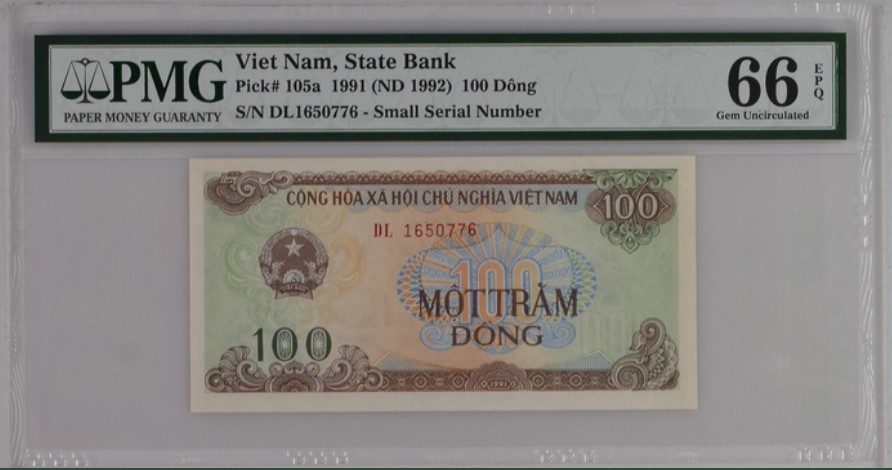 PMG
PAPER MONEY GUARANTY
Viet Nam, State Bank
Pick# 105a 1991 (ND 1992) 100 Dông
S/N DL1650776 - Small Serial Number
66
EPQ
Gem Uncirculated
CỘNG HÒA XÃ HỘI CHỦ NGHĨA VIỆT NAM
100
DL 1650776
100
MỘT TRĂM
ĐỒNG
100
1991